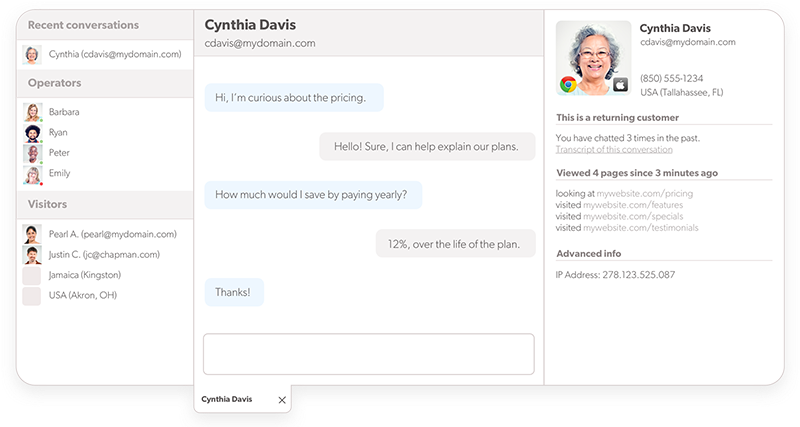 Recent conversations
Cynthia (cdavis@mydomain.com)
Operators
Barbara
Ryan
Peter
Emily
Visitors
Pearl A. (pearl@mydomain.com)
Justin C. (jc@chapman.com)
Jamaica (Kingston)
USA (Akron, OH)
Cynthia Davis
cdavis@mydomain.com
Hi, I'm curious about the pricing.
Hello! Sure, I can help explain our plans.
How much would I save by paying yearly?
12%, over the life of the plan.
Thanks!
Cynthia Davis
Cynthia Davis
cdavis@mydomain.com
(850) 555-1234
USA (Tallahassee, FL)
This is a returning customer
You have chatted 3 times in the past.
Transcript of this conversation
Viewed 4 pages since 3 minutes ago
looking at mywebsite.com/pricing
visited mywebsite.com/features
visited mywebsite.com/specials
visited mywebsite.com/testimonials
Advanced info
IP Address: 278.123.525.087